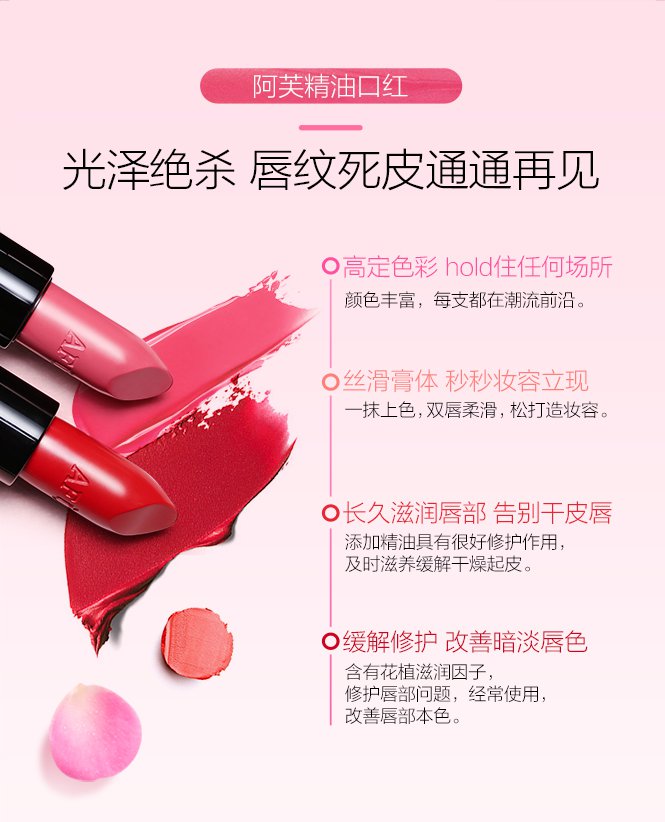 阿芙精油口红
光泽绝杀 唇纹死皮通通再见
高定色彩 hold住任何场所
颜色丰富，每支都在潮流前沿。
丝滑膏体 秒秒妆容立现
一抹上色，双唇柔滑，松打造妆容。
长久滋润唇部 告别干皮唇
添加精油具有很好修护作用，
及时滋养缓解干燥起皮。
缓解修护 改善暗淡唇色
含有花植滋润因子，
修护唇部问题，经常使用，
改善唇部本色。